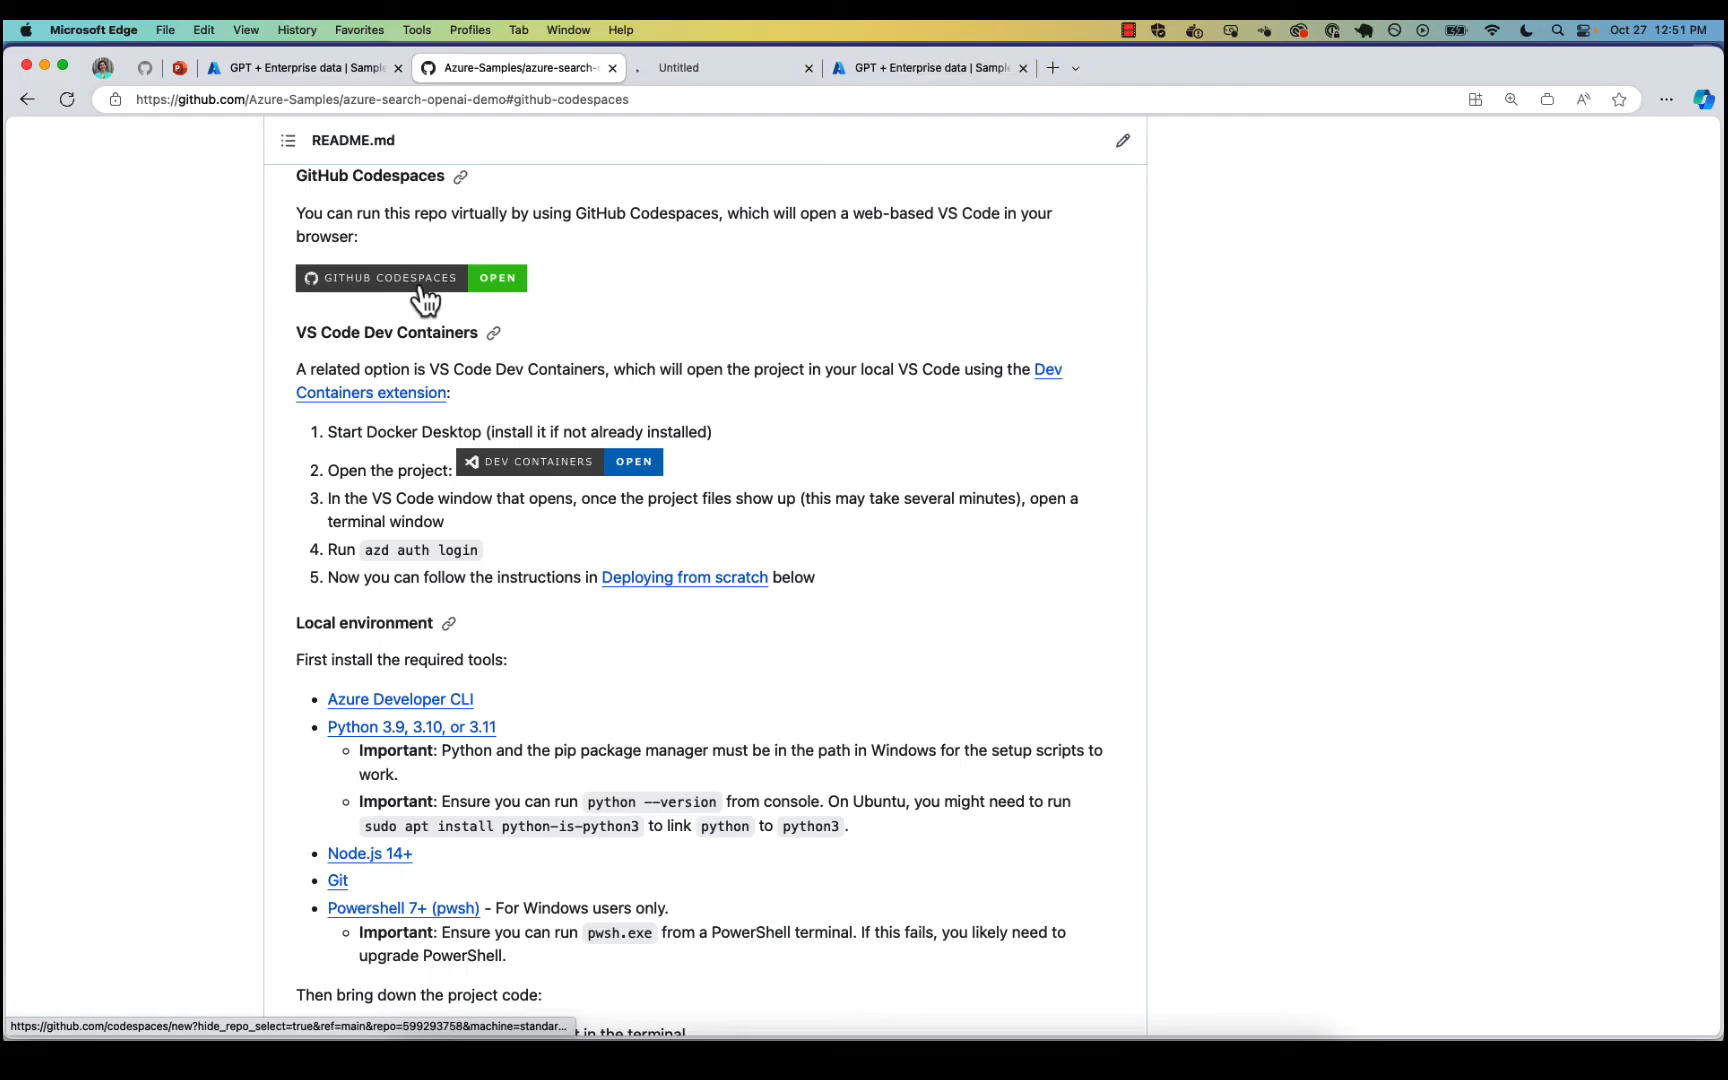 Microsoft Edge File Edit View History Favorites Tools Profiles Tab Window Help Oct 27 12:51 PM
GPT + Enterprise data | Sample Azure-Samples/azure-search- Untitled GPT + Enterprise data | Sample
https://github.com/Azure-Samples/azure-search-openai-demo#github-codespaces
README.md
GitHub Codespaces
You can run this repo virtually by using GitHub Codespaces, which will open a web-based VS Code in your
browser:
GITHUB CODESPACES OPEN
VS Code Dev Containers
A related option is VS Code Dev Containers, which will open the project in your local VS Code using the Dev
Containers extension:
1. Start Docker Desktop (install it if not already installed)
2. Open the project: DEV CONTAINERS OPEN
3. In the VS Code window that opens, once the project files show up (this may take several minutes), open a
terminal window
4. Run azd auth login
5. Now you can follow the instructions in Deploying from scratch below
Local environment
First install the required tools:
• Azure Developer CLI
• Python 3.9, 3.10, or 3.11
Important: Python and the pip package manager must be in the path in Windows for the setup scripts to
work.
Important: Ensure you can run python --version from console. On Ubuntu, you might need to run
sudo apt install python-is-python3 to link python to python3.
• Node.js 14+
• Git
• Powershell 7+ (pwsh) - For Windows users only.
Important: Ensure you can run pwsh.exe from a PowerShell terminal. If this fails, you likely need to
upgrade PowerShell.
Then bring down the project code:
https://github.com/codespaces/new?hide_repo_select=true&ref=main&repo=599293758&machine=standar... t in the terminal